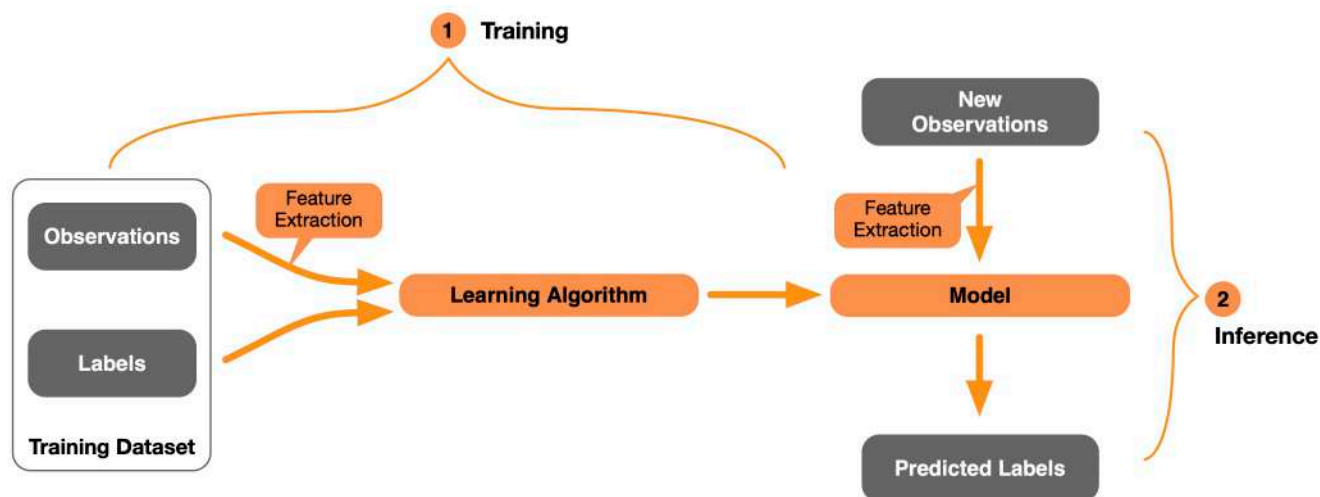 1 Training
New
Observations
Feature
Extraction
Observations
Feature
Extraction
Learning Algorithm
Model
2
Inference
Labels
Training Dataset
Predicted Labels